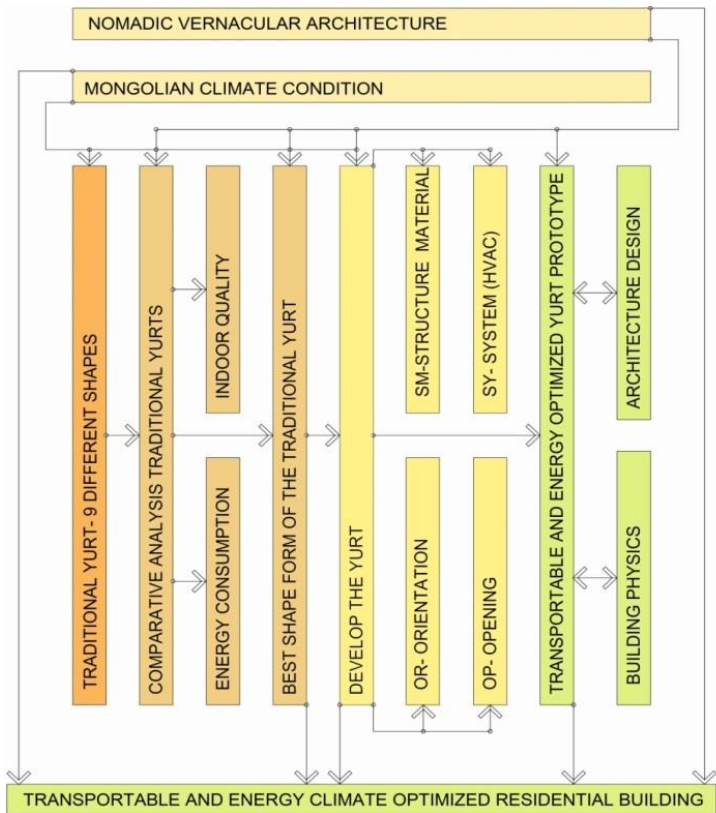 NOMADIC VERNACULAR ARCHITECTURE
MONGOLIAN CLIMATE CONDITION
TRADITIONAL YURT- 9 DIFFERENT SHAPES
COMPARATIVE ANALYSIS TRADITIONAL YURTS
INDOOR QUALITY
ENERGY CONSUMPTION
BEST SHAPE FORM OF THE TRADITIONAL YURT
DEVELOP THE YURT
SM-STRUCTURE MATERIAL
OR- ORIENTATION
SY- SYSTEM (HVAC)
OP- OPENING
TRANSPORTABLE AND ENERGY OPTIMIZED YURT PROTOTYPE
ARCHITECTURE DESIGN
BUILDING PHYSICS
TRANSPORTABLE AND ENERGY CLIMATE OPTIMIZED RESIDENTIAL BUILDING